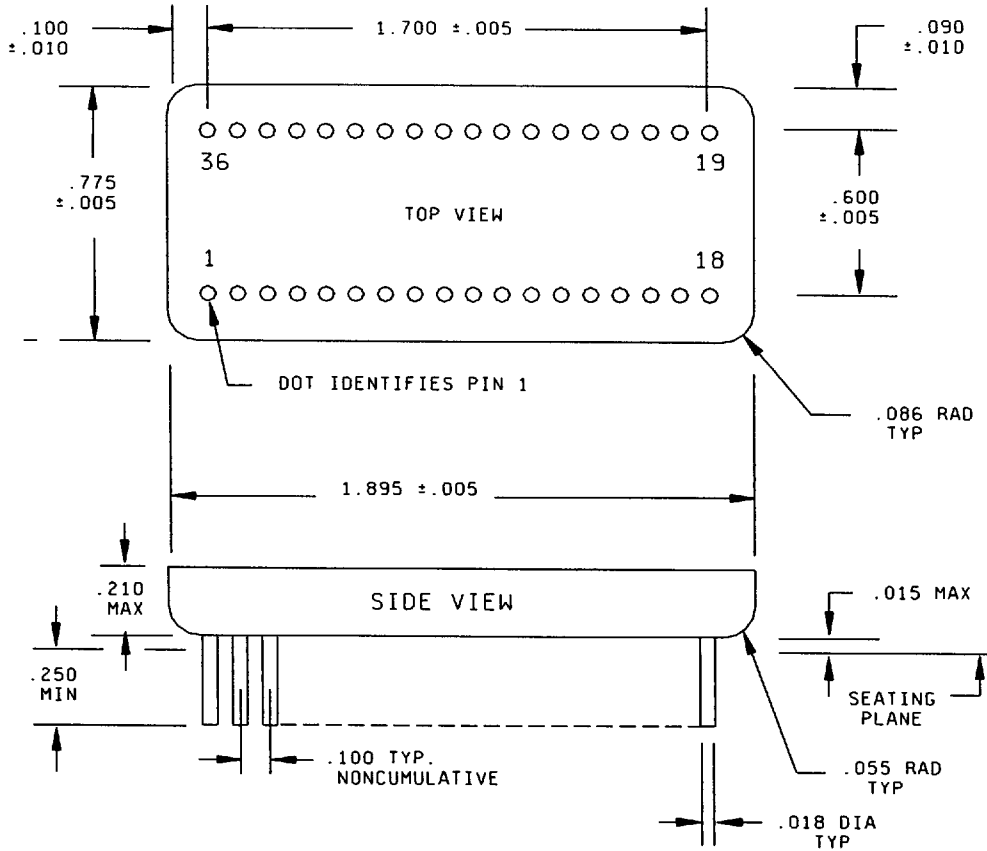 .100
±.010
1.700 ±.005
.090
±.010
36
19
.775
±.005
TOP VIEW
.600
±.005
1
18
DOT IDENTIFIES PIN 1
.086 RAD
TYP
1.895 ±.005
.210
MAX
SIDE VIEW
.015 MAX
.250
MIN
SEATING
PLANE
.100 TYP.
NONCUMULATIVE
.055 RAD
TYP
.018 DIA
TYP